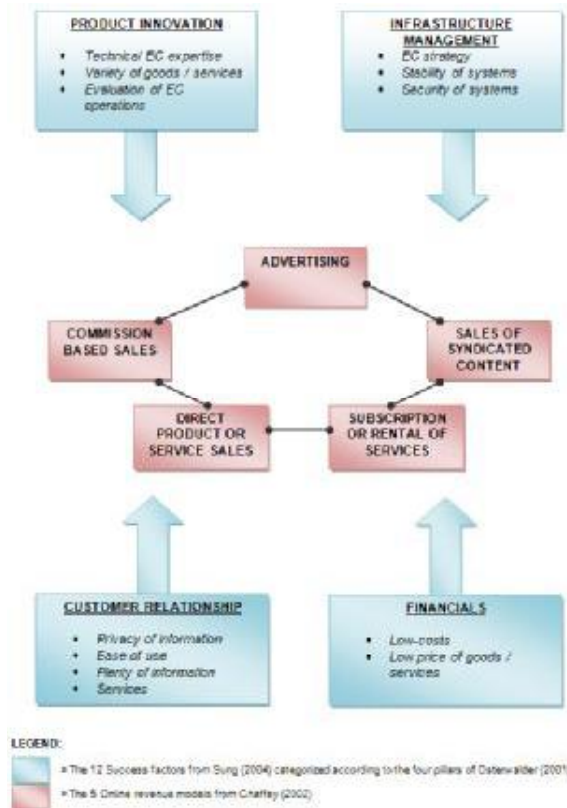 PRODUCT INNOVATION
• Technical EC expertise
• Variety of goods / services
• Evaluation of EC
operations
INFRASTRUCTURE
MANAGEMENT
• EC strategy
• Stability of systems
• Security of systems
ADVERTISING
COMMISSION
BASED SALES
SALES OF
SYNDICATED
CONTENT
DIRECT
PRODUCT OR
SERVICE SALES
SUBSCRIPTION
OR RENTAL OF
SERVICES
CUSTOMER RELATIONSHIP
• Privacy of information
• Ease of use
• Plenty of information
• Services
FINANCIALS
• Low-costs
• Low price of goods /
services
LEGEND:
= The 12 Success factors from Sung (2004) categorized according to the four pillars of Osterwalder
= The 5 Online revenue models from Chaffey (2002)